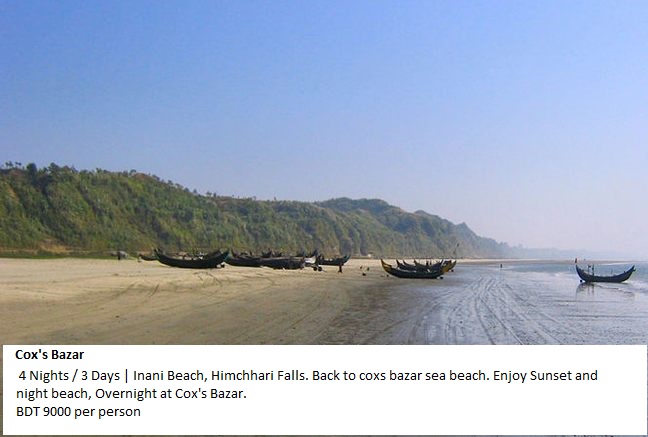 Cox's Bazar
4 Nights / 3 Days | Inani Beach, Himchhari Falls. Back to coxs bazar sea beach. Enjoy Sunset and
night beach, Overnight at Cox's Bazar.
BDT 9000 per person